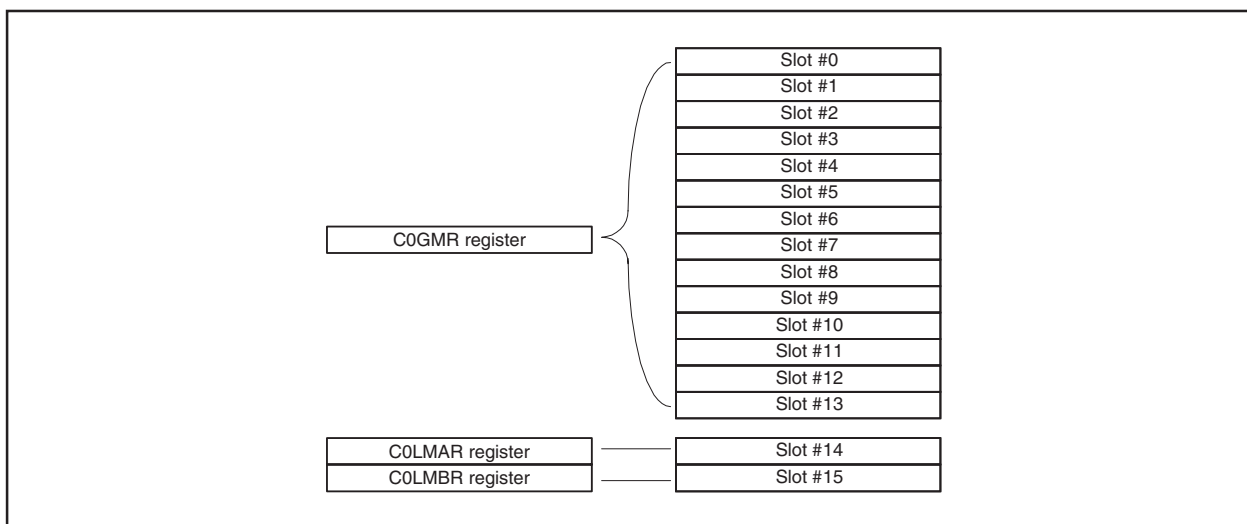 Slot #0
Slot #1
Slot #2
Slot #3
Slot #4
Slot #5
Slot #6
C0GMR register
Slot #7
Slot #8
Slot #9
Slot #10
Slot #11
Slot #12
Slot #13
C0LMAR register
Slot #14
C0LMBR register
Slot #15